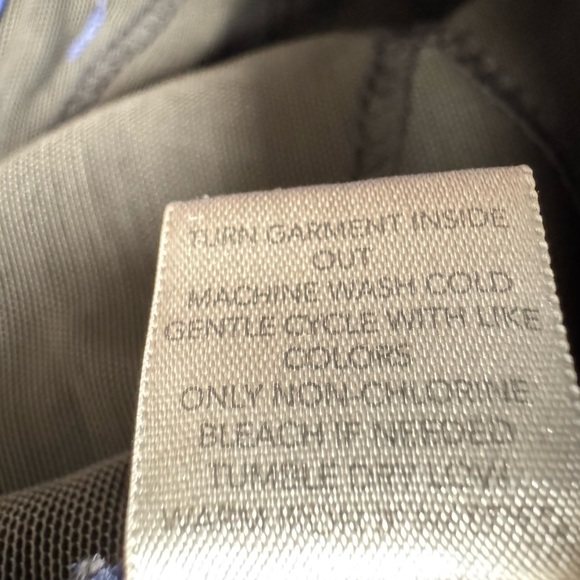 TURN GARMENT INSIDE
OUT
MACHINE WASH COLD
GENTLE CYCLE WITH LIKE
COLORS
ONLY NON-CHLORINE
BLEACH IF NEEDED
TUMBLE DRY LOW